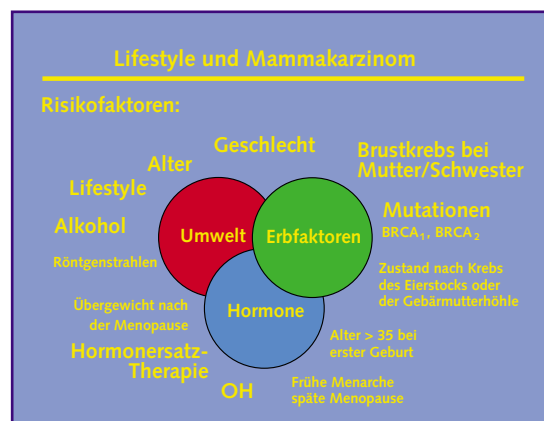 Lifestyle und Mammakarzinom
Risikofaktoren:
Geschlecht
Alter
Brustkrebs bei
Mutter/Schwester
Lifestyle
Mutationen
BRCA₁, BRCA₂
Alkohol
Umwelt
Erbfaktoren
Röntgenstrahlen
Zustand nach Krebs
des Eierstocks oder
der Gebärmutterhöhle
Übergewicht nach
der Menopause
Hormone
Alter > 35 bei
erster Geburt
Hormonersatz-
Therapie
OH
Frühe Menarche
späte Menopause